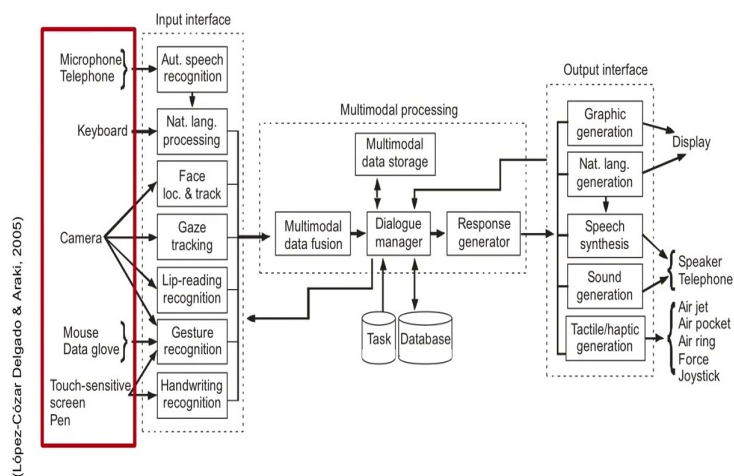 Input interface
Microphone
Telephone
Aut. speech
recognition
Keyboard
Nat. lang.
processing
Face
loc. & track
Camera
Gaze
tracking
Lip-reading
recognition
Mouse
Data glove
Gesture
recognition
Touch-sensitive
screen
Pen
Handwriting
recognition
Multimodal processing
Multimodal
data storage
Multimodal
data fusion
Dialogue
manager
Response
generator
Task
Database
Output interface
Graphic
generation
Display
Nat. lang.
generation
Speech
synthesis
Speaker
Telephone
Sound
generation
Tactile/haptic
generation
Air jet
Air pocket
Air ring
Force
Joystick
(López-Cózar Delgado & Araki, 2005)